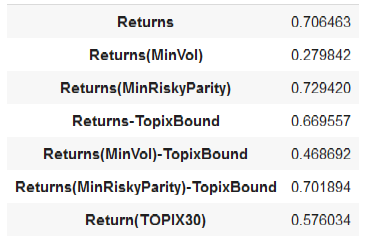 Returns 0.706463
Returns(MinVol) 0.279842
Returns(MinRiskyParity) 0.729420
Returns-TopixBound 0.669557
Returns(MinVol)-TopixBound 0.468692
Returns(MinRiskyParity)-TopixBound 0.701894
Return(TOPIX30) 0.576034